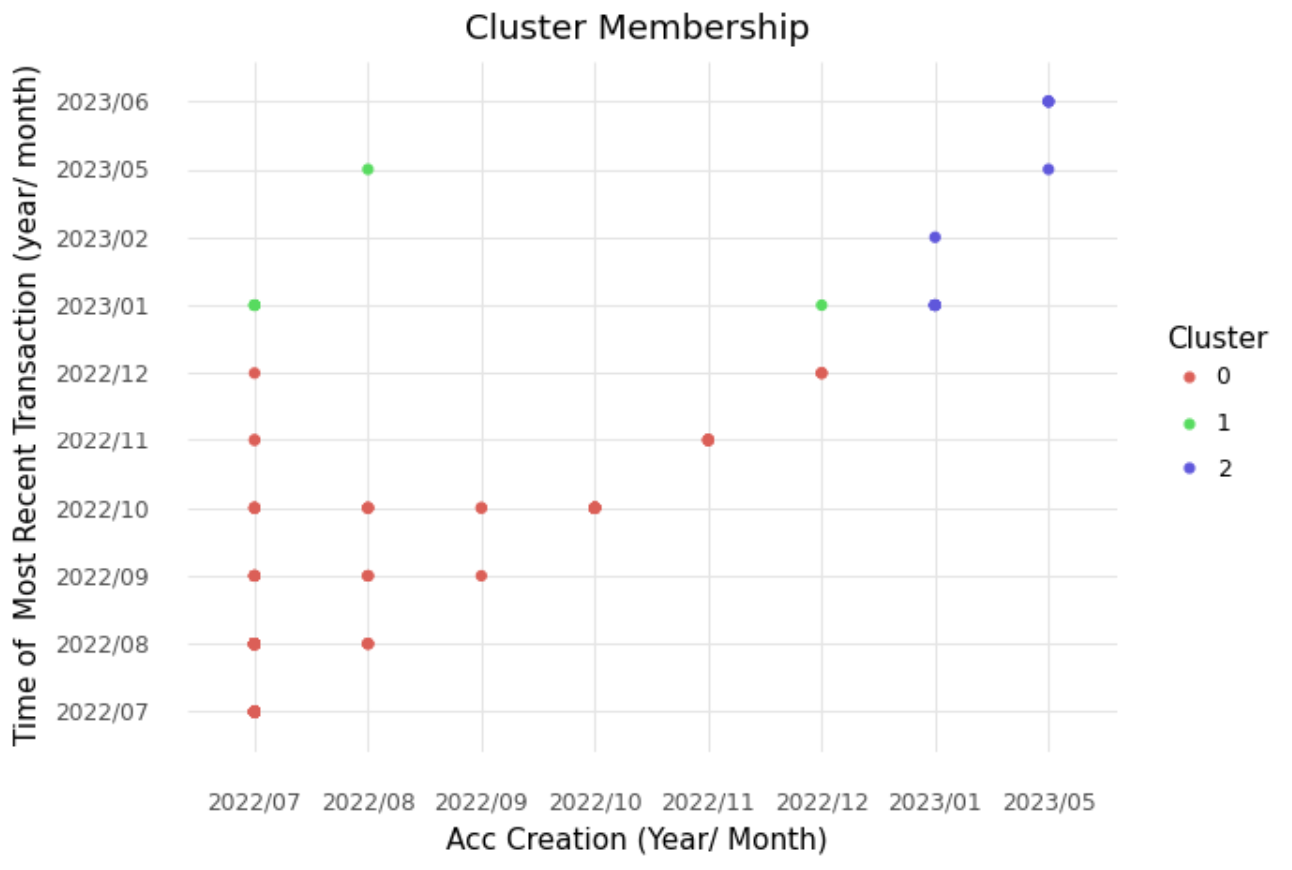 Cluster Membership
Time of  Most Recent Transaction (year/ month)
2023/06
2023/05
2023/02
2023/01
2022/12
2022/11
2022/10
2022/09
2022/08
2022/07
2022/07 2022/08 2022/09 2022/10 2022/11 2022/12 2023/01 2023/05
Acc Creation (Year/ Month)
Cluster
0
1
2